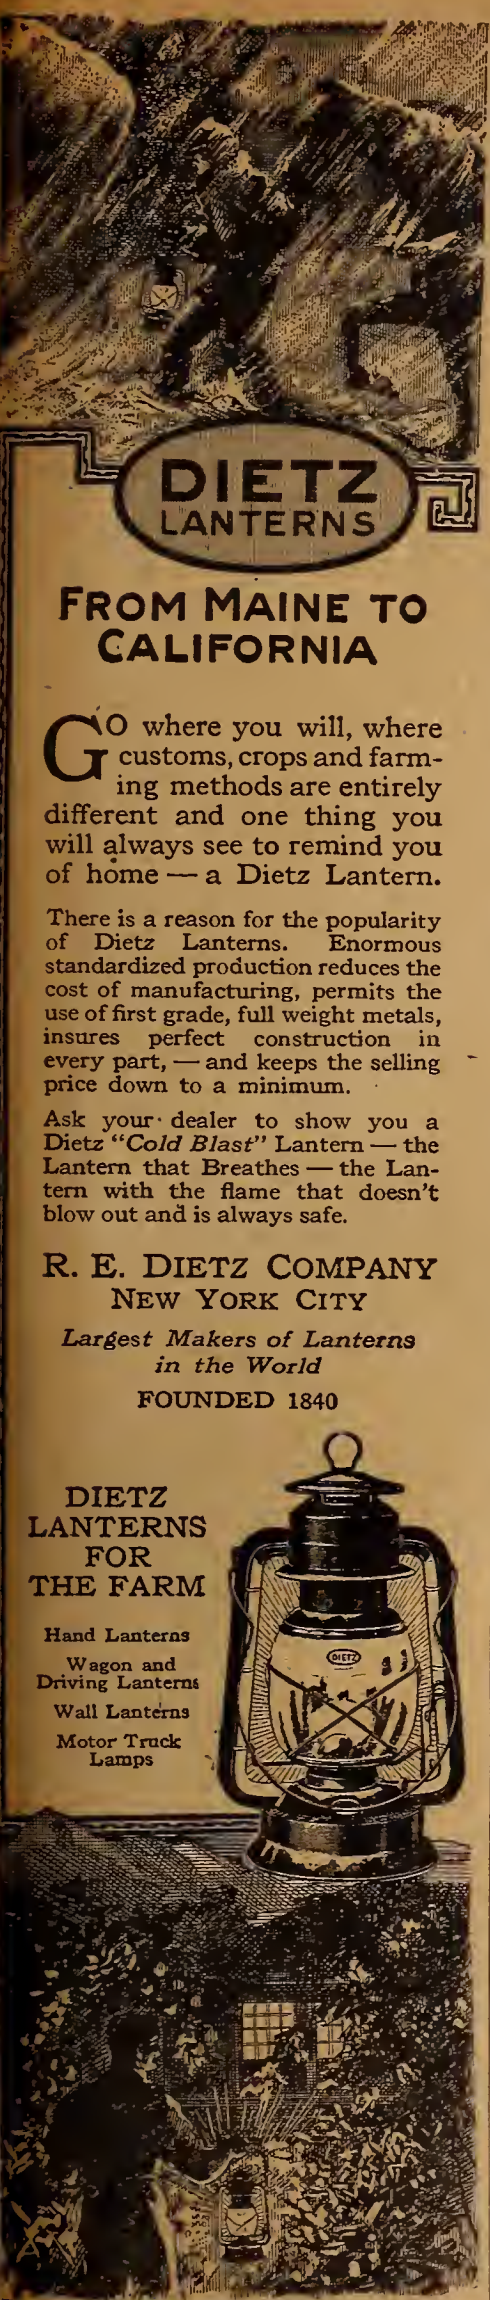 DIETZ
LANTERNS
FROM MAINE TO
CALIFORNIA
GO where you will, where
customs, crops and farm-
ing methods are entirely
different and one thing you
will always see to remind you
of home — a Dietz Lantern.
There is a reason for the popularity
of Dietz Lanterns. Enormous
standardized production reduces the
cost of manufacturing, permits the
use of first grade, full weight metals,
insures perfect construction in
every part, — and keeps the selling
price down to a minimum.
Ask your dealer to show you a
Dietz "Cold Blast" Lantern — the
Lantern that Breathes — the Lan-
tern with the flame that doesn't
blow out and is always safe.
R. E. DIETZ COMPANY
NEW YORK CITY
Largest Makers of Lanterns
in the World
FOUNDED 1840
DIETZ
LANTERNS
FOR
THE FARM
Hand Lanterns
Wagon and
Driving Lanterns
Wall Lanterns
Motor Truck
Lamps
DIETZ